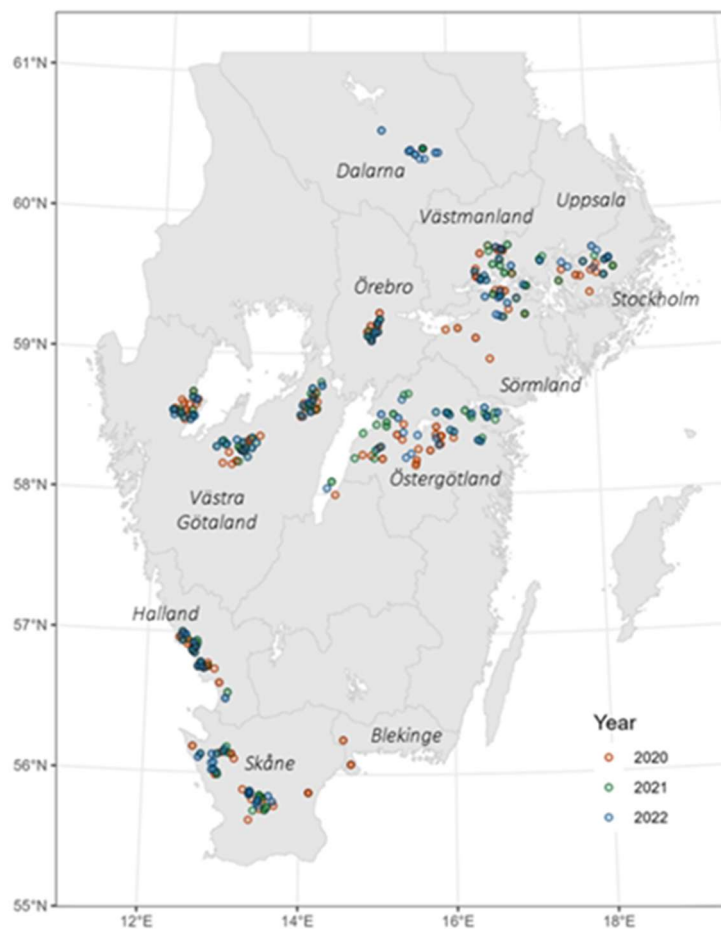 61°N
Dalarna
60°N
Uppsala
Västmanland
Örebro
Stockholm
59°N
Sörmland
Östergötland
58°N
Västra
Götaland
57°N
Halland
Blekinge
Year
56°N
Skåne
2020
2021
2022
55°N
12°E 14°E 16°E 18°E